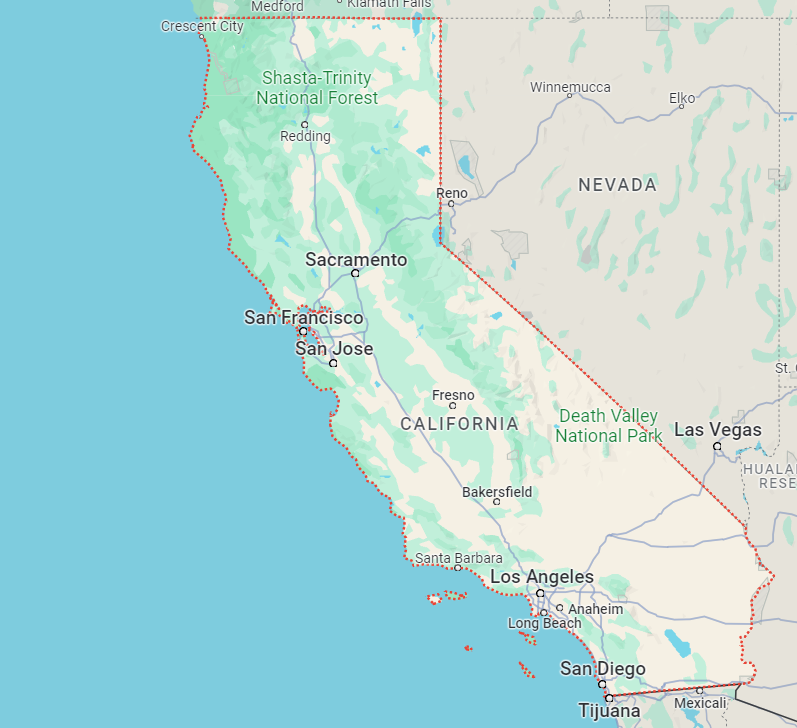 Medford
Klamath Falls
Crescent City
Shasta-Trinity
National Forest
Winnemucca
Elko
Redding
NEVADA
Reno
Sacramento
San Francisco
San Jose
St.
Fresno
Death Valley
National Park
CALIFORNIA
Las Vegas
HUALA
RESE
Bakersfield
Santa Barbara
Los Angeles
Anaheim
Long Beach
San Diego
Mexicali
Tijuana